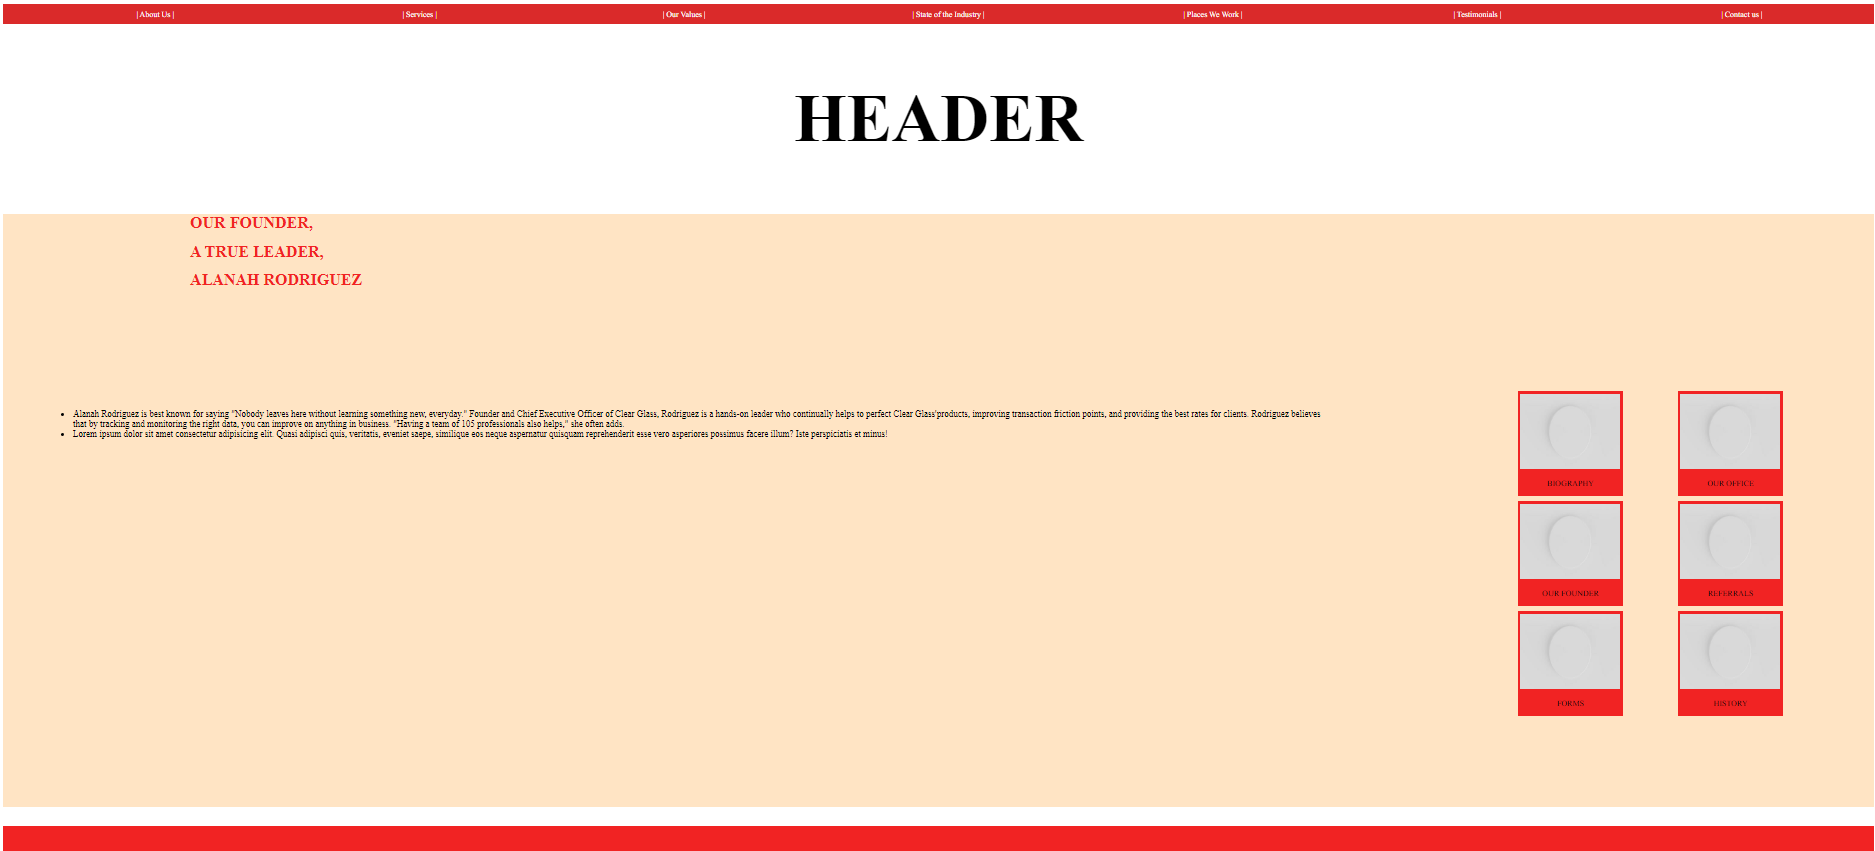 | About Us | | Services | | Our Values | | State of the Industry | | Places We Work | | Testimonials | | Contact us |
HEADER
OUR FOUNDER,
A TRUE LEADER,
ALANAH RODRIGUEZ
• Alanah Rodriguez is best known for saying "Nobody leaves here without learning something new, everyday." Founder and Chief Executive Officer of Clear Glass, Rodriguez is a hands-on leader who continually helps to perfect Clear Glass'products, improving transaction friction points, and providing the best rates for clients. Rodriguez believes
that by tracking and monitoring the right data, you can improve on anything in business. "Having a team of 105 professionals also helps," she often adds.
• Lorem ipsum dolor sit amet consectetur adipisicing elit. Quasi adipisci quis, veritatis, eveniet saepe, similique eos neque aspernatur quisquam reprehenderit esse vero asperiores possimus facere illum? Iste perspiciatis et minus!
BIOGRAPHY OUR OFFICE
OUR FOUNDER REFERRALS
FORMS HISTORY